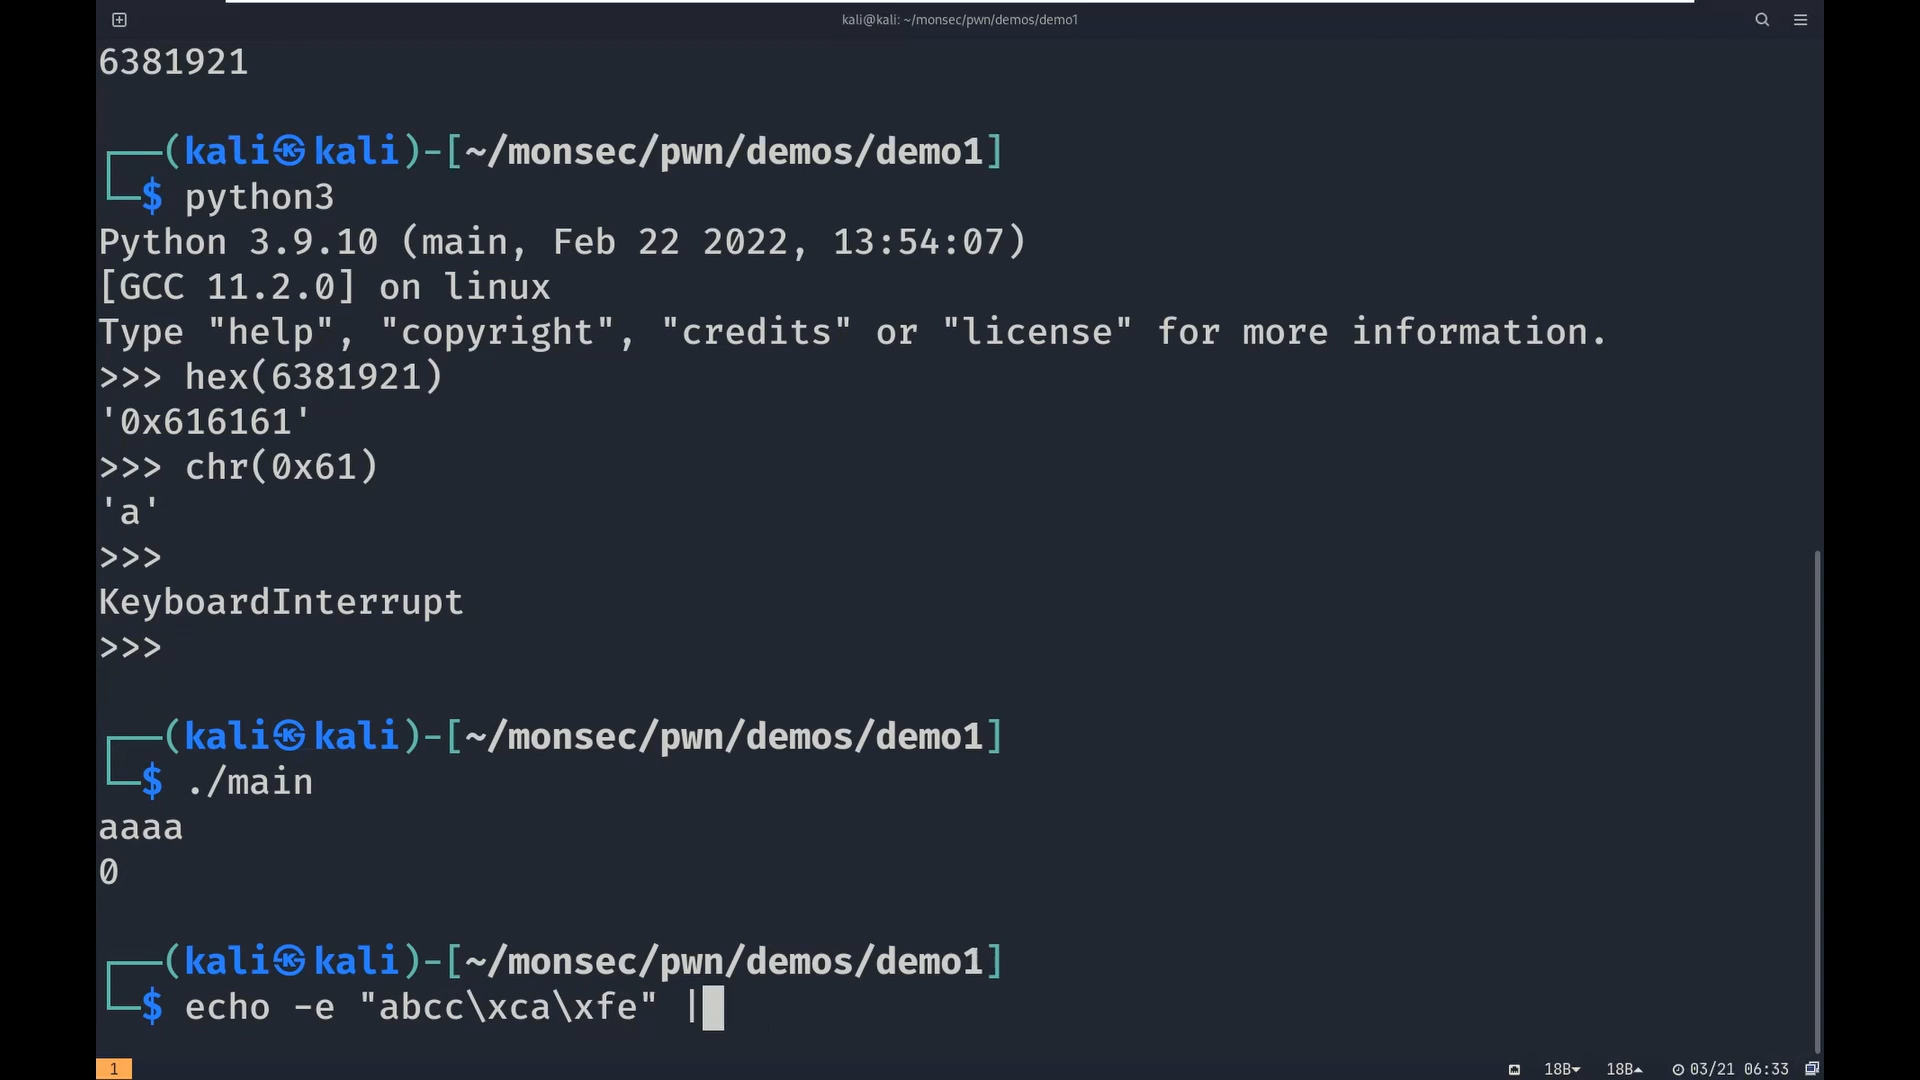 kali@kali: ~/monsec/pwn/demos/demo1
6381921
(kali㉿kali)-[~/monsec/pwn/demos/demo1]
$ python3
Python 3.9.10 (main, Feb 22 2022, 13:54:07)
[GCC 11.2.0] on linux
Type "help", "copyright", "credits" or "license" for more information.
>>> hex(6381921)
'0x616161'
>>> chr(0x61)
'a'
>>>
KeyboardInterrupt
>>>
(kali㉿kali)-[~/monsec/pwn/demos/demo1]
$ ./main
aaaa
0
(kali㉿kali)-[~/monsec/pwn/demos/demo1]
$ echo -e "abcc\xca\xfe" |
1 18B 18B 03/21 06:33